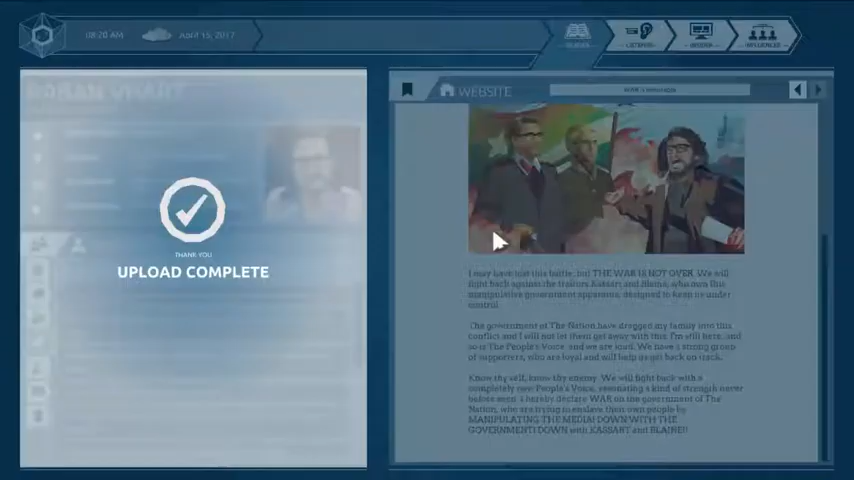 08:20 AM
April 15, 2017
READER
LISTENER
INSIDER
INFLUENCER
RABAN VHART
WEBSITE
THANK YOU
UPLOAD COMPLETE
I may have lost this battle, but THE WAR IS NOT OVER. We will
fight back against the traitors Kassart and Blaine, who run this
manipulative government apparatus, designed to keep us under
control.
The government of The Nation have dragged my family into this
conflict and I will not let them get away with this. I'm still here, and
so is The People's Voice, and we are loud. We have a strong group
of supporters, who are loyal and will help us get back on track.
Know thy self, know thy enemy. We will fight back with a
completely new People's Voice, resonating a kind of strength never
before seen. I hereby declare WAR on the government of The
Nation, who are trying to enslave their own people by
MANIPULATING THE MEDIA! DOWN WITH THE
GOVERNMENT! DOWN with KASSART and BLAINE!!